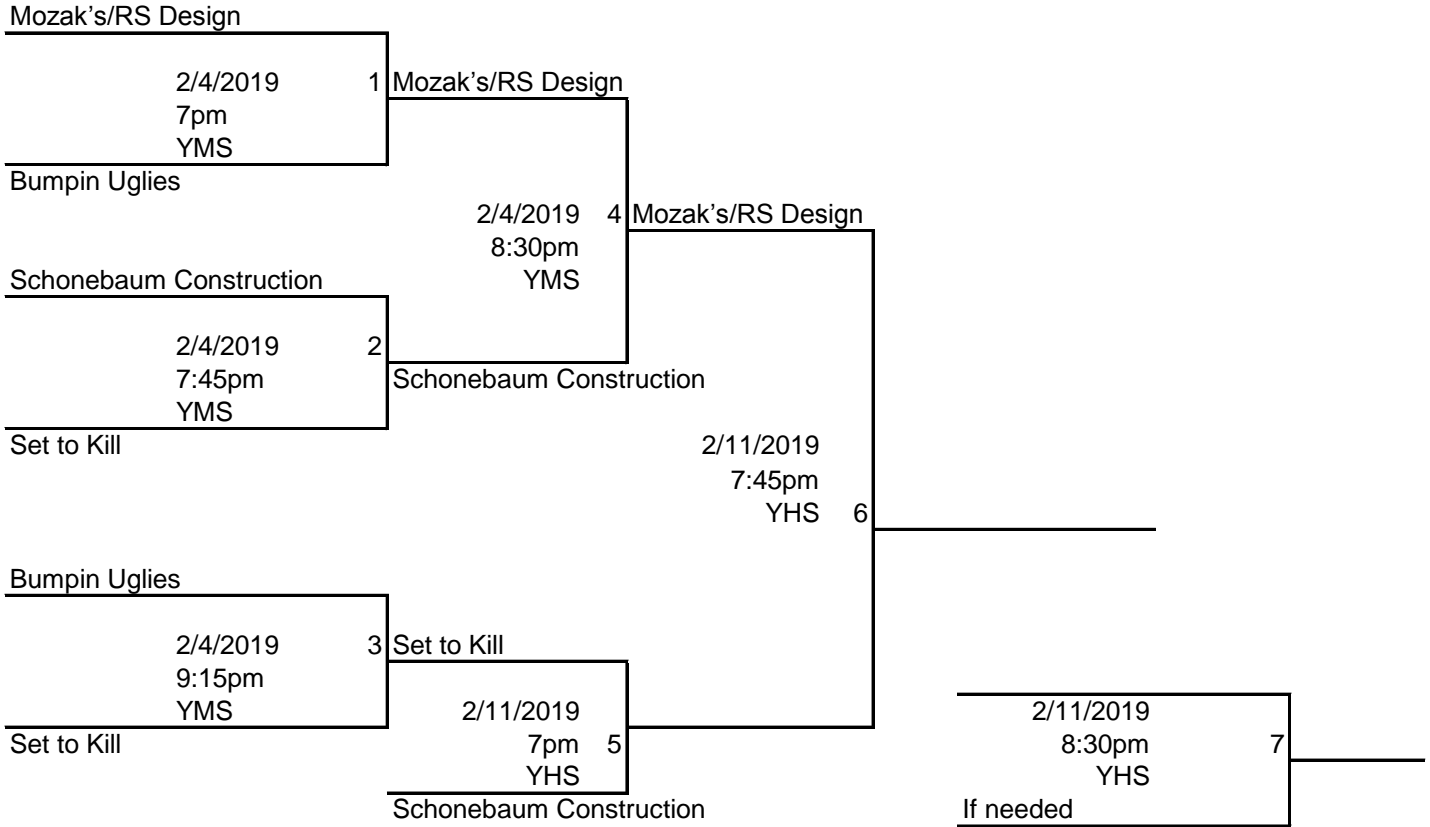 Mozak’s/RS Design
2/4/2019 1 Mozak’s/RS Design
7pm
YMS
Bumpin Uglies
2/4/2019 4 Mozak’s/RS Design
8:30pm
Schonebaum Construction YMS
2/4/2019 2
7:45pm Schonebaum Construction
YMS
Set to Kill 2/11/2019
7:45pm
YHS 6
Bumpin Uglies
2/4/2019 3 Set to Kill
9:15pm
YMS 2/11/2019 2/11/2019
Set to Kill 7pm 5 8:30pm 7
YHS YHS
Schonebaum Construction If needed